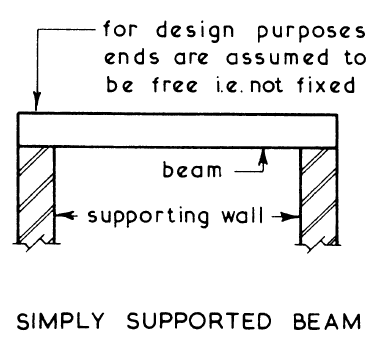 for design purposes
ends are assumed to
be free i.e. not fixed
beam
supporting wall
SIMPLY SUPPORTED BEAM